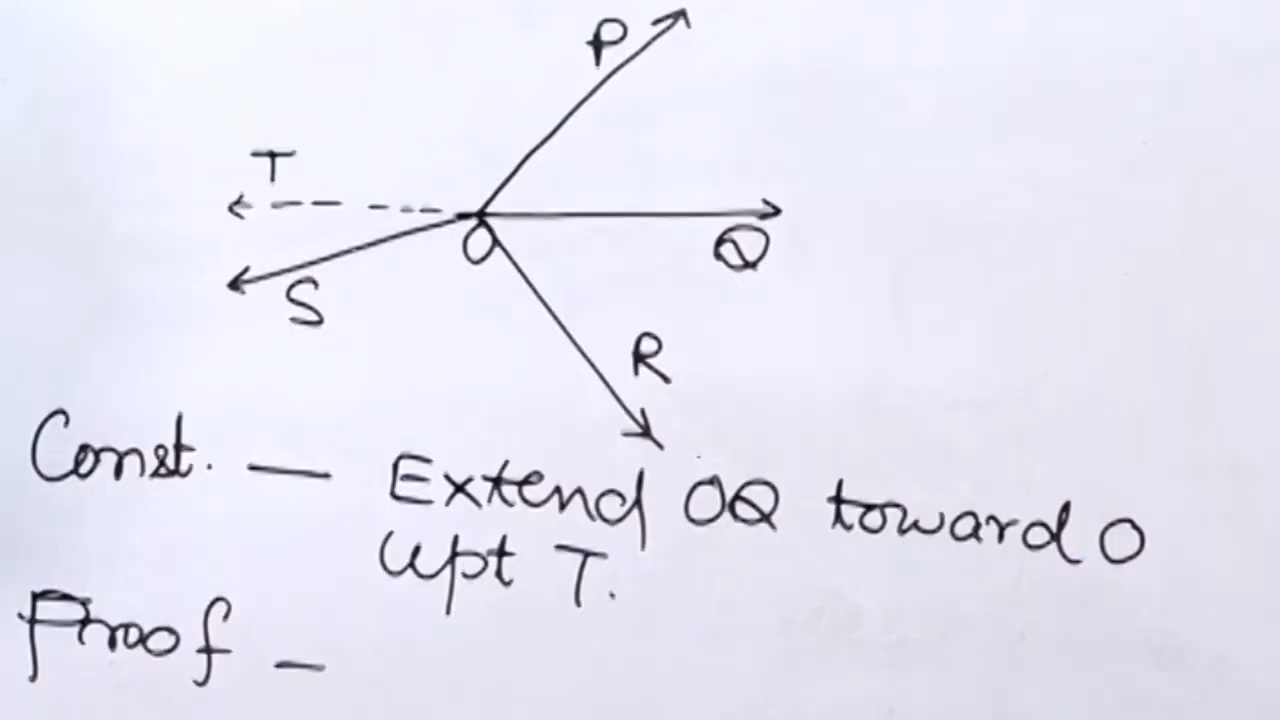 P
T
O
Q
S
R
Const. — Extend OQ toward O
upt T.
Proof -